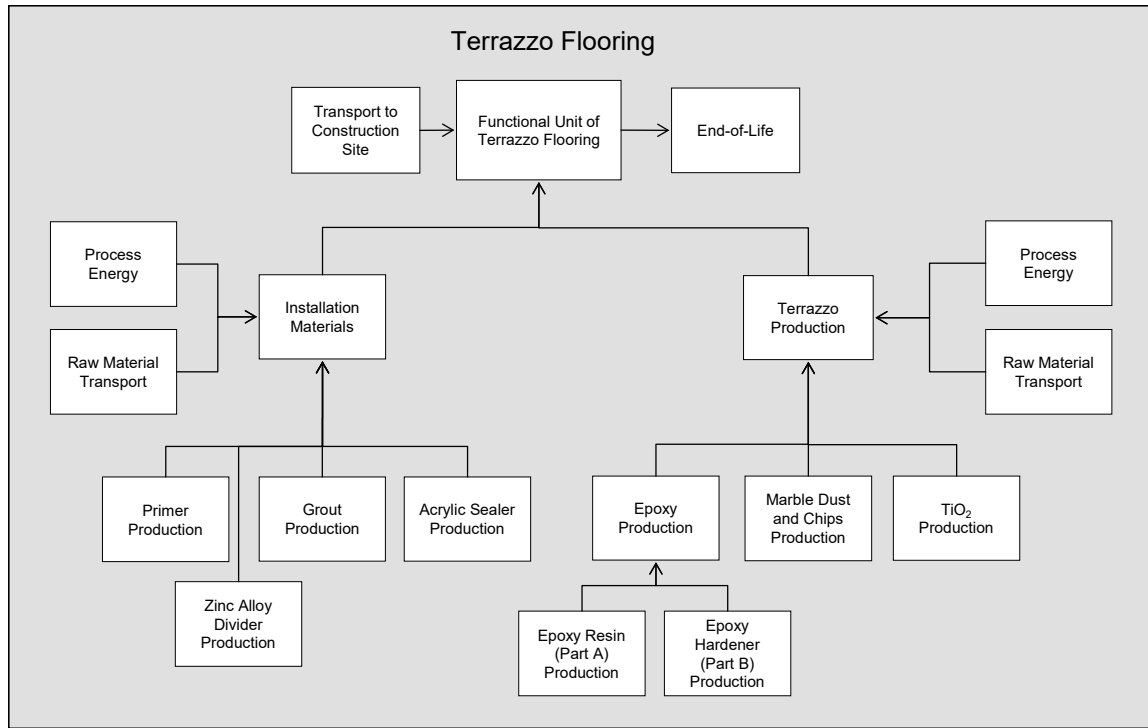 Terrazzo Flooring
Transport to
Construction
Site
Functional Unit of
Terrazzo Flooring
End-of-Life
Process
Energy
Raw Material
Transport
Installation
Materials
Terrazzo
Production
Process
Energy
Raw Material
Transport
Primer
Production
Grout
Production
Acrylic Sealer
Production
Zinc Alloy
Divider
Production
Epoxy
Production
Marble Dust
and Chips
Production
TiO₂
Production
Epoxy Resin
(Part A)
Production
Epoxy
Hardener
(Part B)
Production